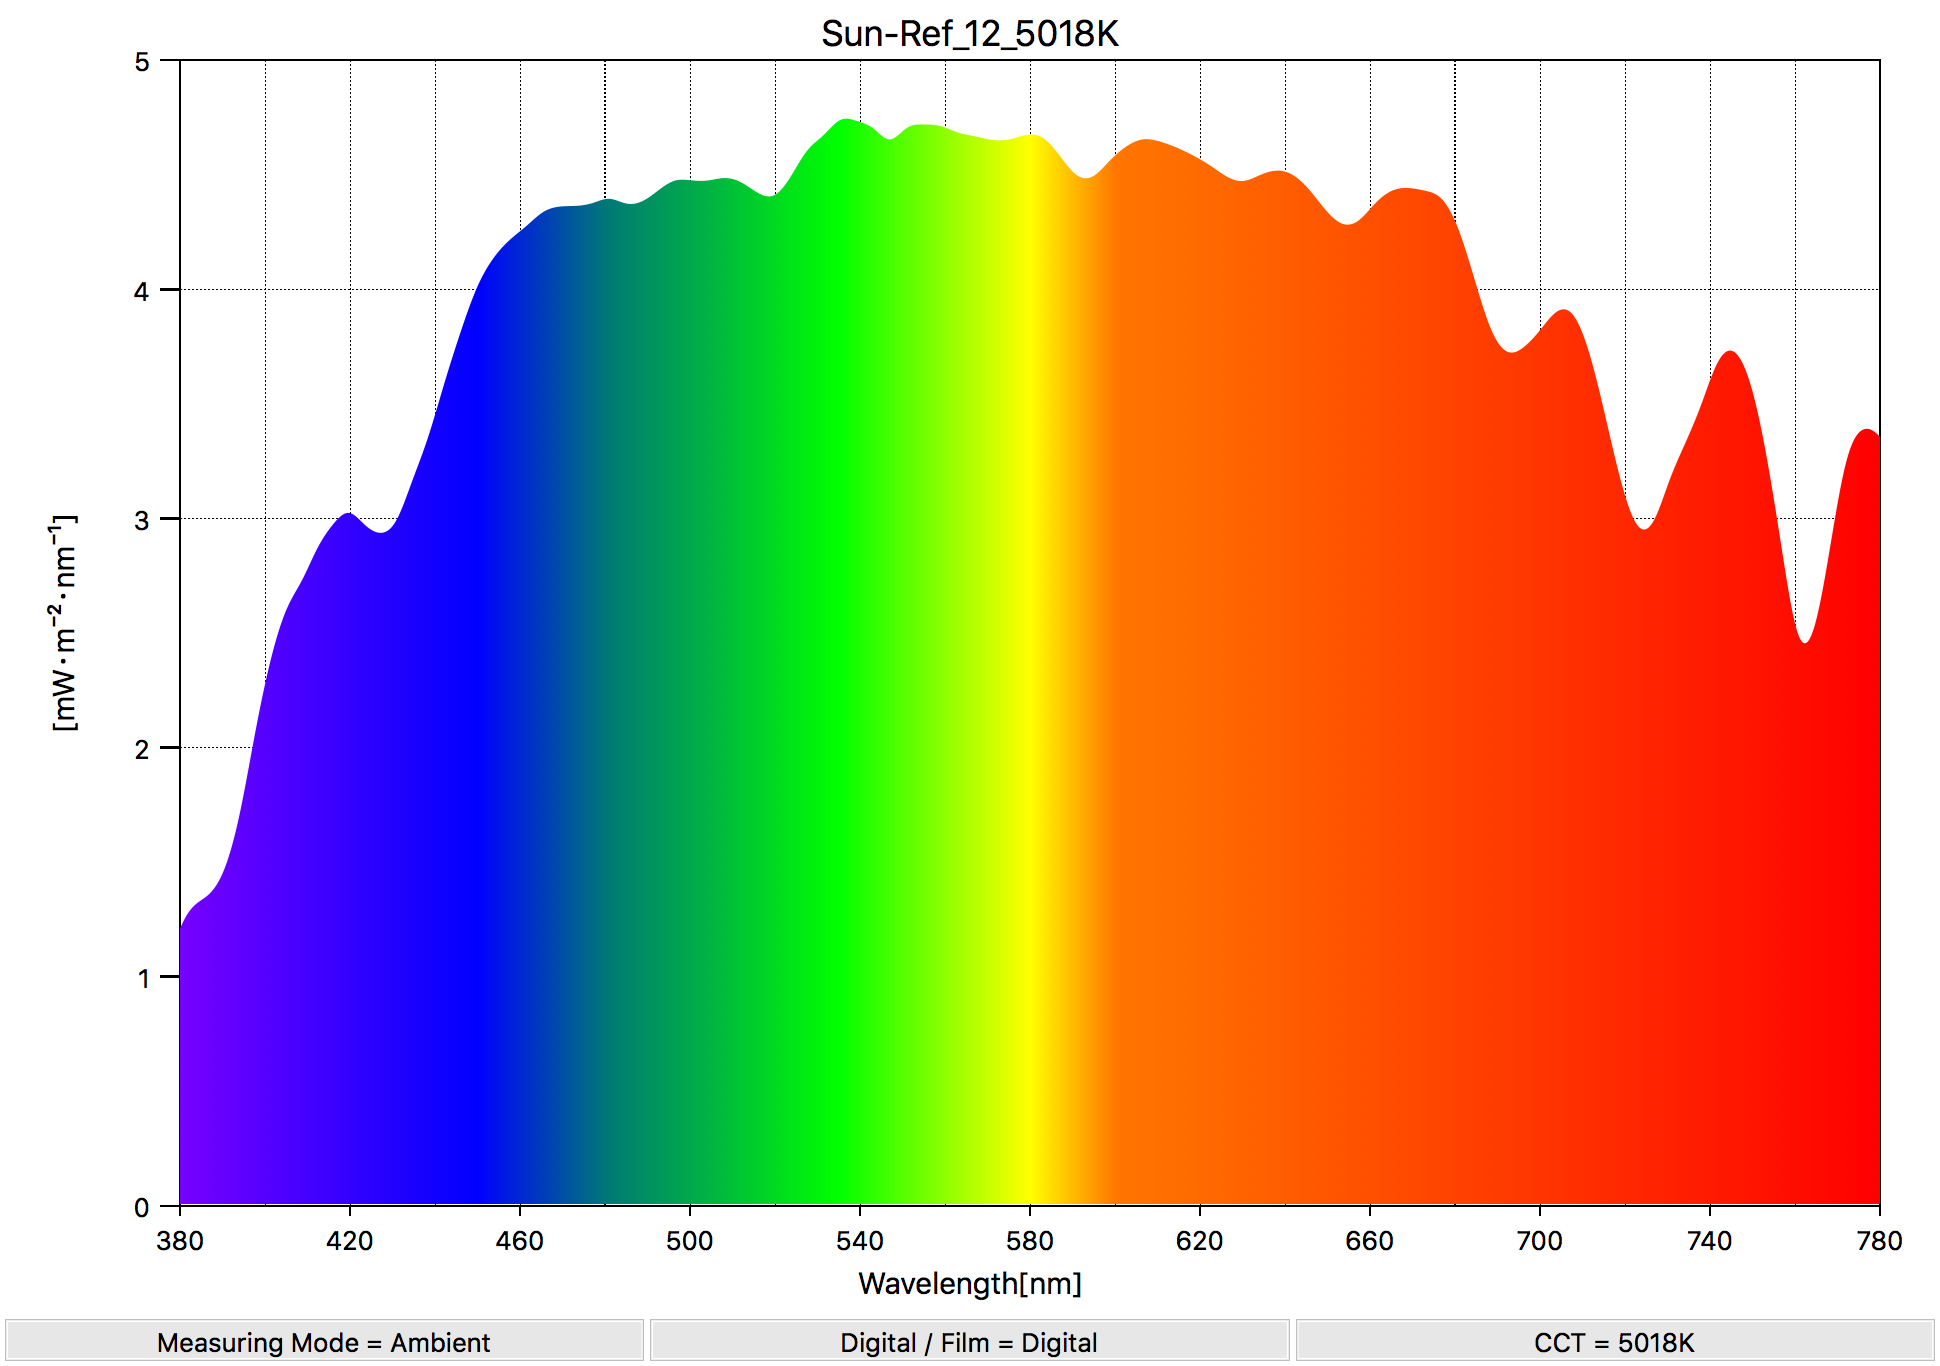 Sun-Ref_12_5018K
5
4
3
2
1
0
[mW·m⁻²·nm⁻¹]
380 420 460 500 540 580 620 660 700 740 780
Wavelength[nm]
Measuring Mode = Ambient
Digital / Film = Digital
CCT = 5018K